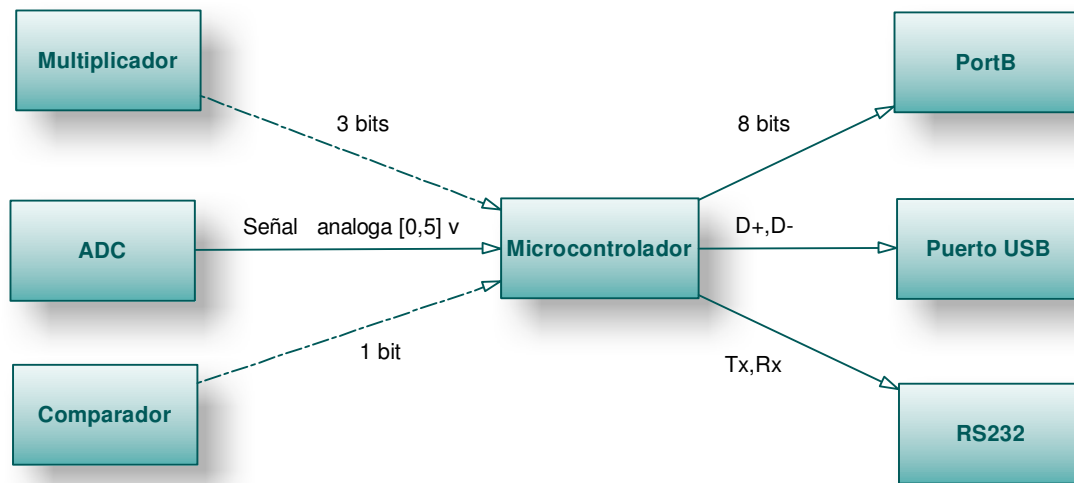 Multiplicador
PortB
3 bits
8 bits
Señal analoga [0,5] v
D+,D-
ADC
Microcontrolador
Puerto USB
1 bit
Tx,Rx
Comparador
RS232